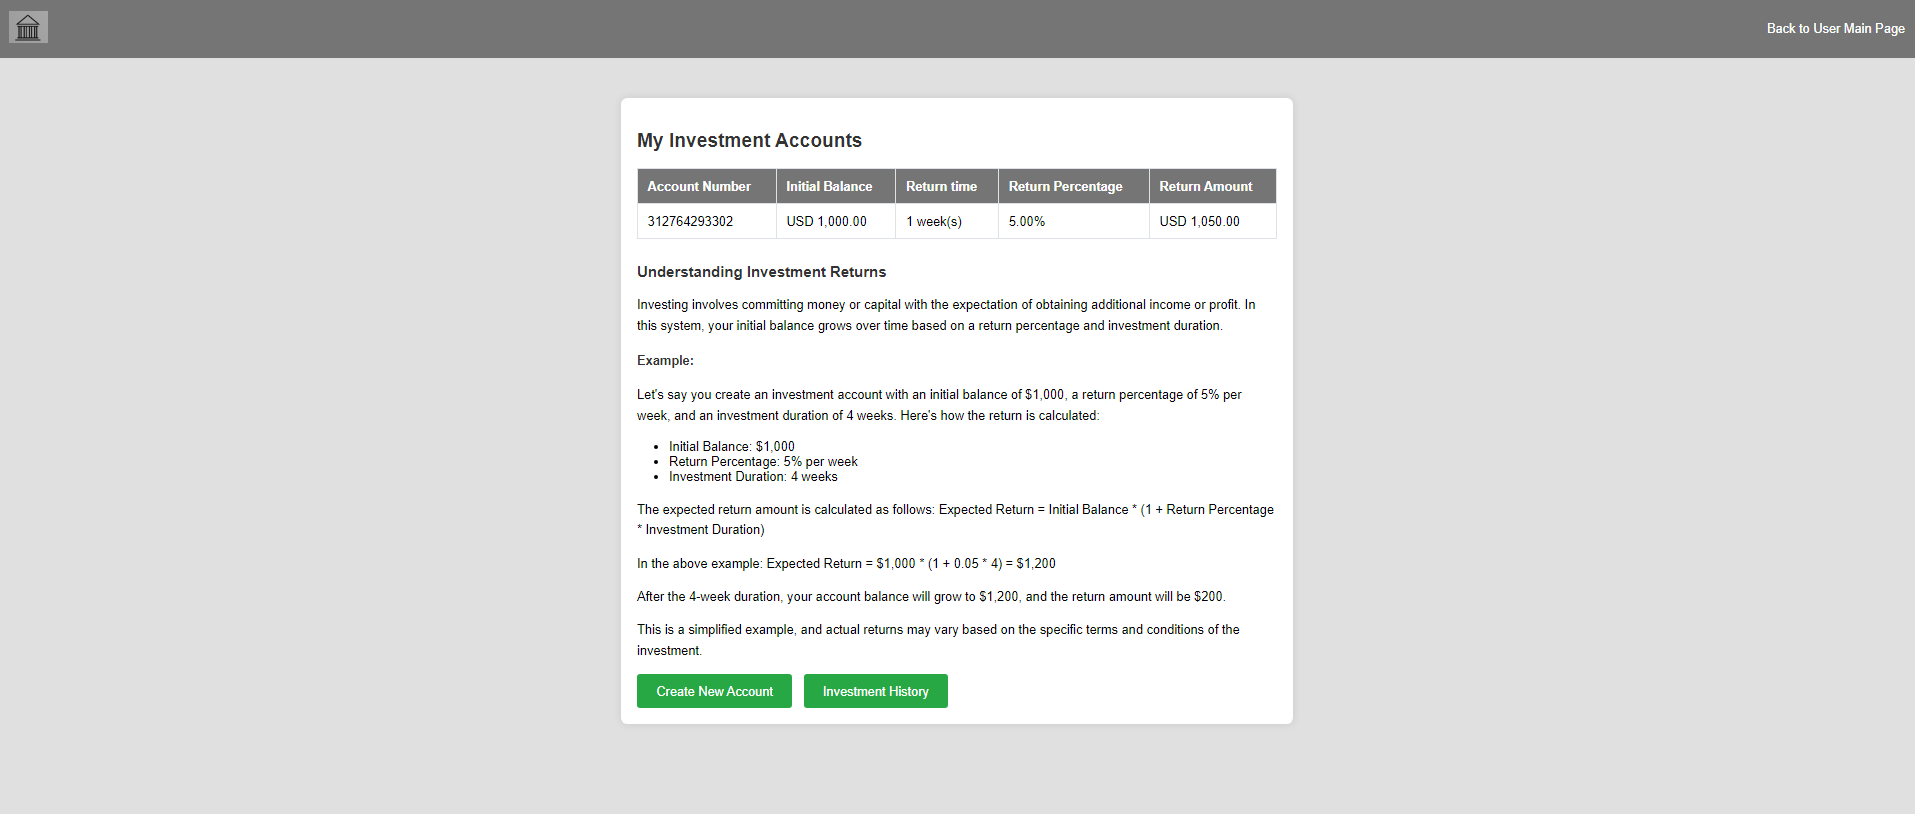 Back to User Main Page
My Investment Accounts
Account Number Initial Balance Return time Return Percentage Return Amount
312764293302 USD 1,000.00 1 week(s) 5.00% USD 1,050.00
Understanding Investment Returns
Investing involves committing money or capital with the expectation of obtaining additional income or profit. In
this system, your initial balance grows over time based on a return percentage and investment duration.
Example:
Let's say you create an investment account with an initial balance of $1,000, a return percentage of 5% per
week, and an investment duration of 4 weeks. Here's how the return is calculated:
• Initial Balance: $1,000
• Return Percentage: 5% per week
• Investment Duration: 4 weeks
The expected return amount is calculated as follows: Expected Return = Initial Balance * (1 + Return Percentage
* Investment Duration)
In the above example: Expected Return = $1,000 * (1 + 0.05 * 4) = $1,200
After the 4-week duration, your account balance will grow to $1,200, and the return amount will be $200.
This is a simplified example, and actual returns may vary based on the specific terms and conditions of the
investment.
Create New Account Investment History